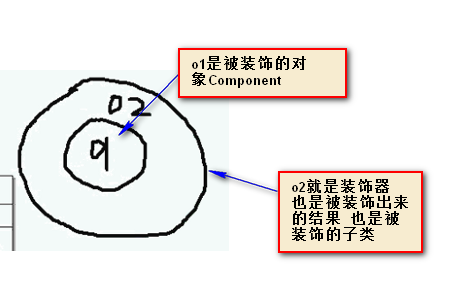 o1是被装饰的对
象Component
o2
o1
o2就是装饰器
也是被装饰出来
的结果 也是被
装饰的子类